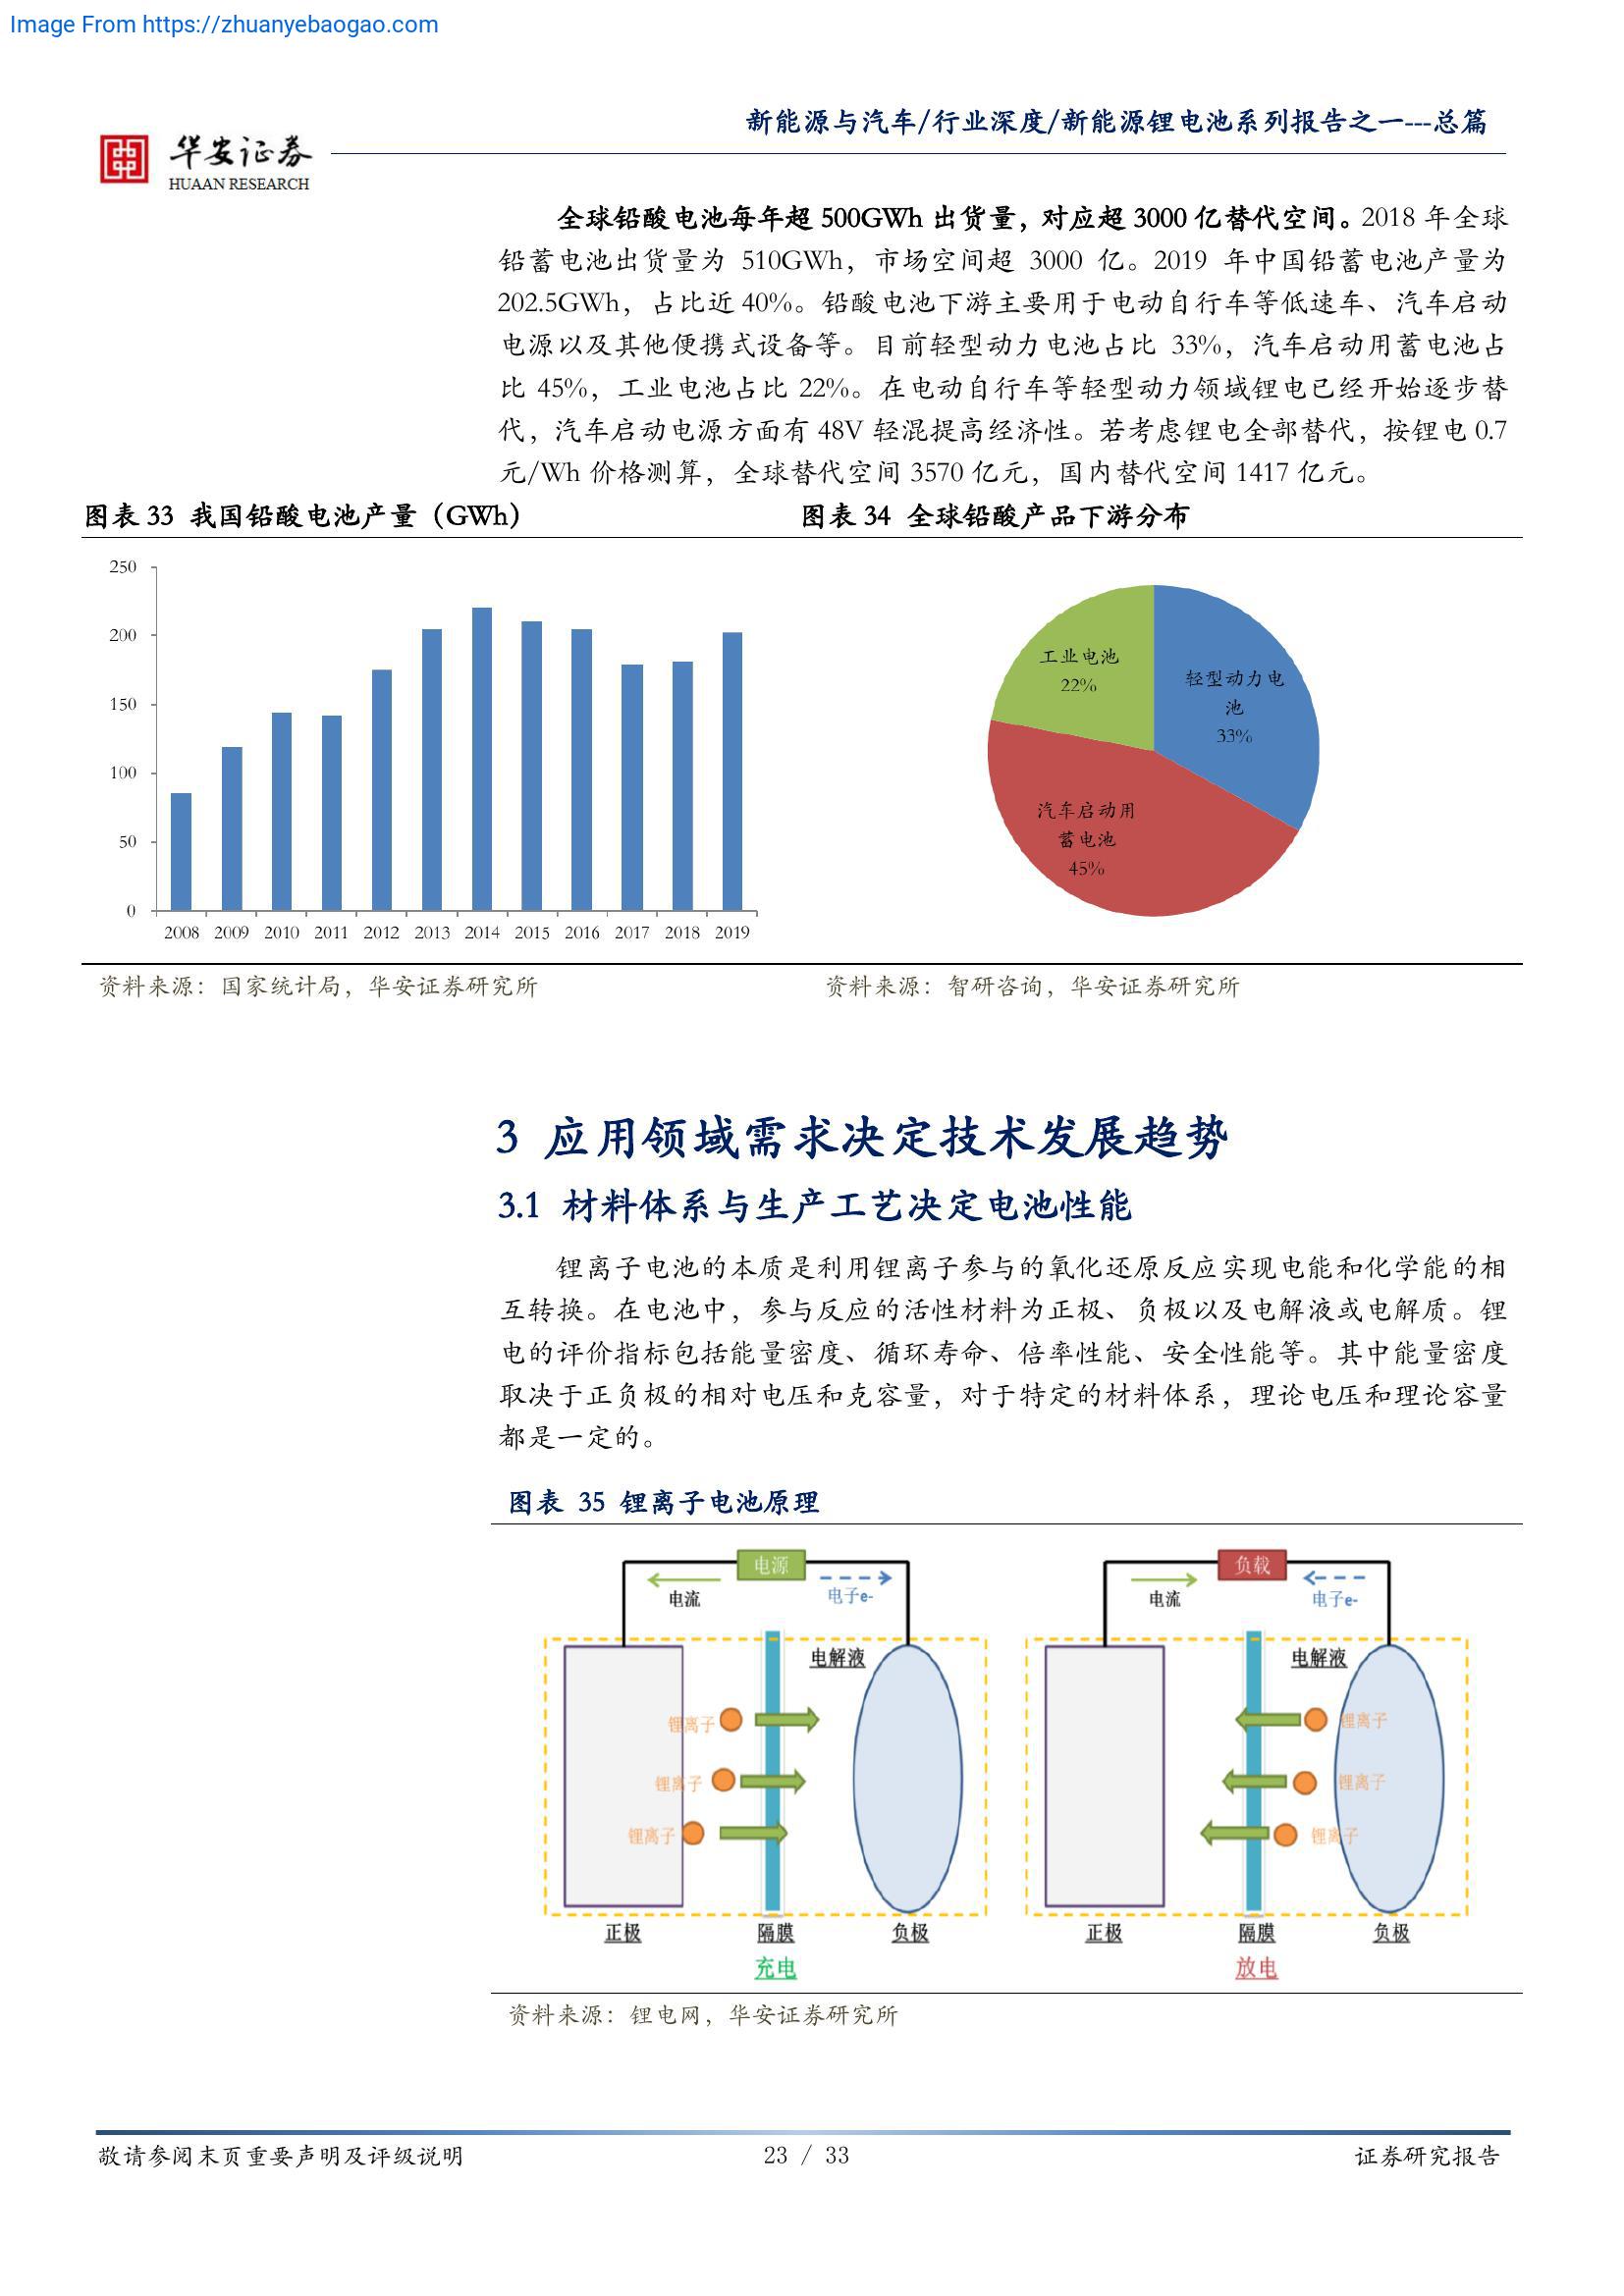 Image From https://zhuanyebaogao.com
新能源与汽车/行业深度/新能源锂电池系列报告之一---总篇
华安证券
HUAAN RESEARCH
全球铅酸电池每年超 500GWh 出货量，对应超 3000 亿替代空间。2018 年全球
铅蓄电池出货量为 510GWh，市场空间超 3000 亿。2019 年中国铅蓄电池产量为
202.5GWh，占比近 40%。铅酸电池下游主要用于电动自行车等低速车、汽车启动
电源以及其他便携式设备等。目前轻型动力电池占比 33%，汽车启动用蓄电池占
比 45%，工业电池占比 22%。在电动自行车等轻型动力领域锂电已经开始逐步替
代，汽车启动电源方面有 48V 轻混提高经济性。若考虑锂电全部替代，按锂电 0.7
元/Wh 价格测算，全球替代空间 3570 亿元，国内替代空间 1417 亿元。
图表 33 我国铅酸电池产量（GWh）
250
200
150
100
50
0
2008 2009 2010 2011 2012 2013 2014 2015 2016 2017 2018 2019
资料来源：国家统计局，华安证券研究所
图表 34 全球铅酸产品下游分布
工业电池
22%
轻型动力电
池
33%
汽车启动用
蓄电池
45%
资料来源：智研咨询，华安证券研究所
3 应用领域需求决定技术发展趋势
3.1 材料体系与生产工艺决定电池性能
锂离子电池的本质是利用锂离子参与的氧化还原反应实现电能和化学能的相
互转换。在电池中，参与反应的活性材料为正极、负极以及电解液或电解质。锂
电的评价指标包括能量密度、循环寿命、倍率性能、安全性能等。其中能量密度
取决于正负极的相对电压和克容量，对于特定的材料体系，理论电压和理论容量
都是一定的。
图表 35 锂离子电池原理
电源
电流
电子e-
电解液
锂离子
锂离子
锂离子
正极
隔膜
负极
充电
负载
电流
电子e-
电解液
锂离子
锂离子
锂离子
正极
隔膜
负极
放电
资料来源：锂电网，华安证券研究所
敬请参阅末页重要声明及评级说明
23 / 33
证券研究报告